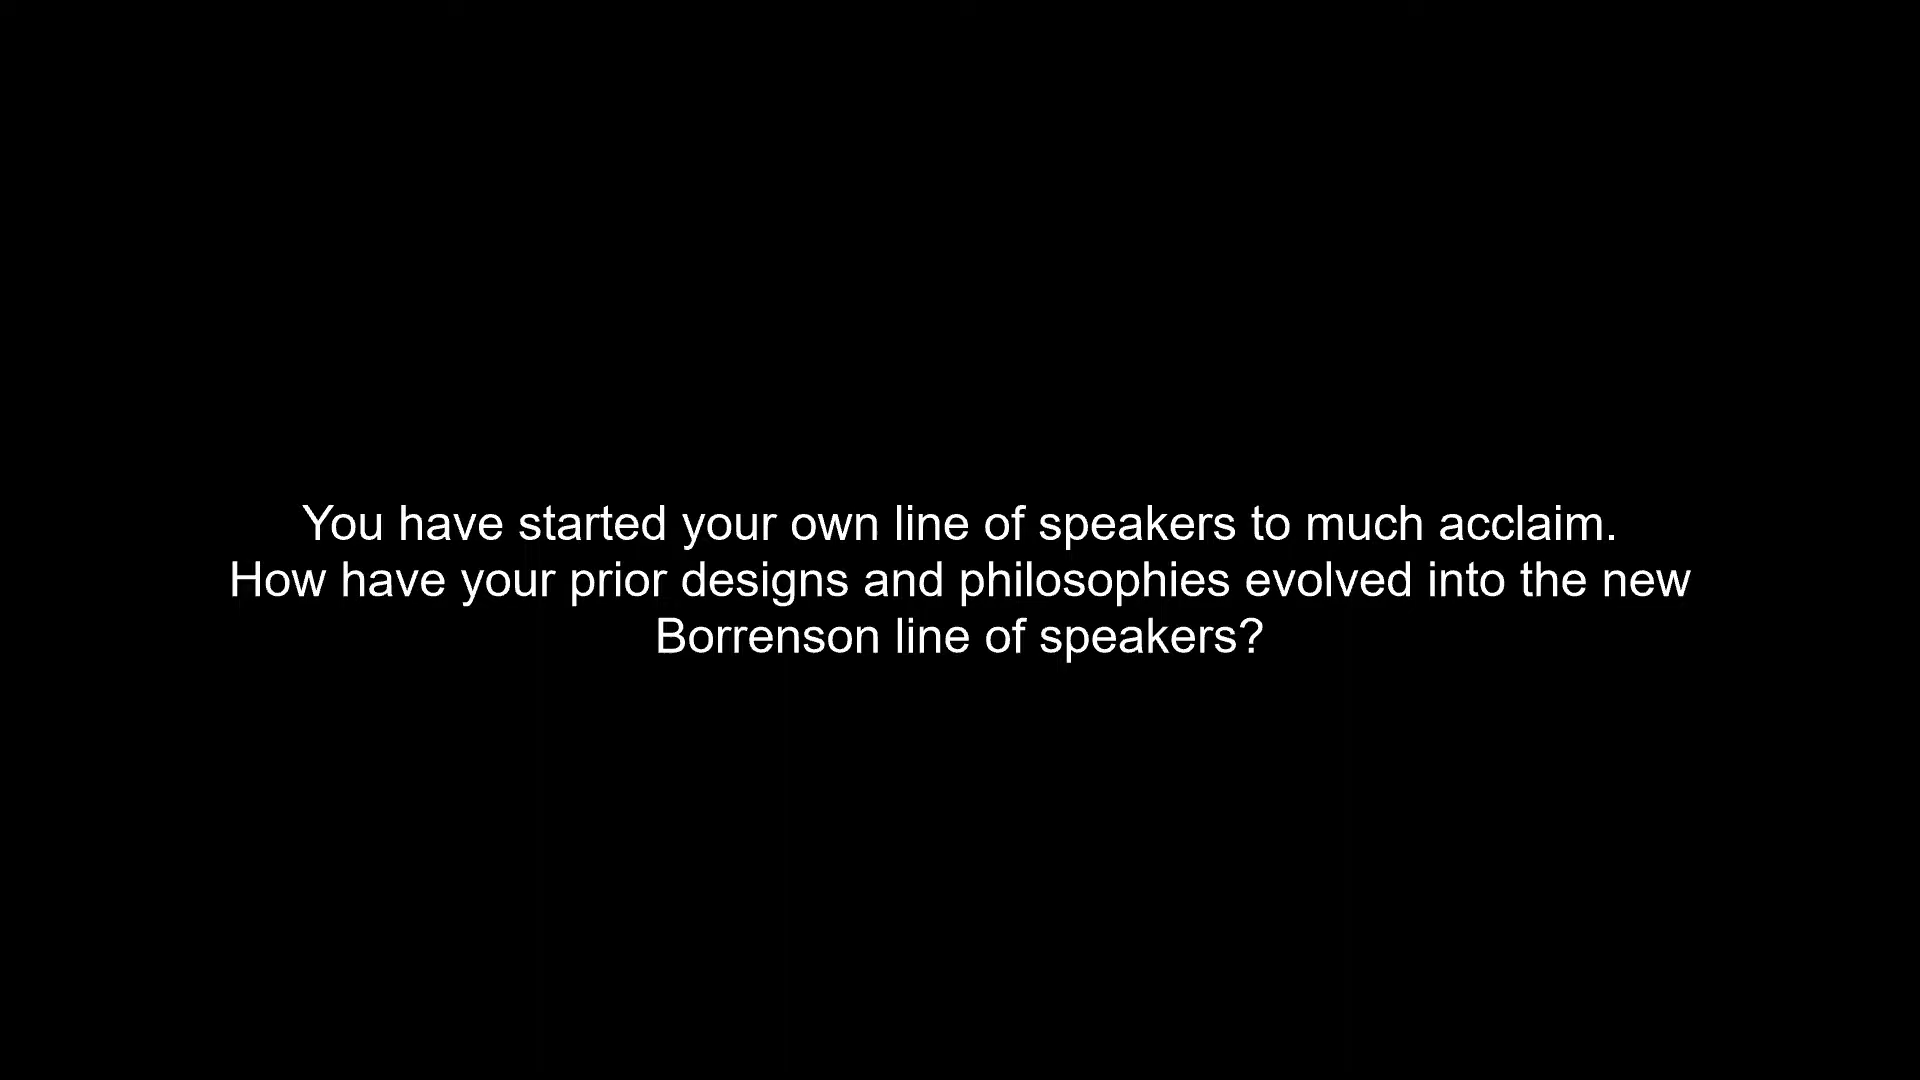 You have started your own line of speakers to much acclaim.
How have your prior designs and philosophies evolved into the new
Borrenson line of speakers?